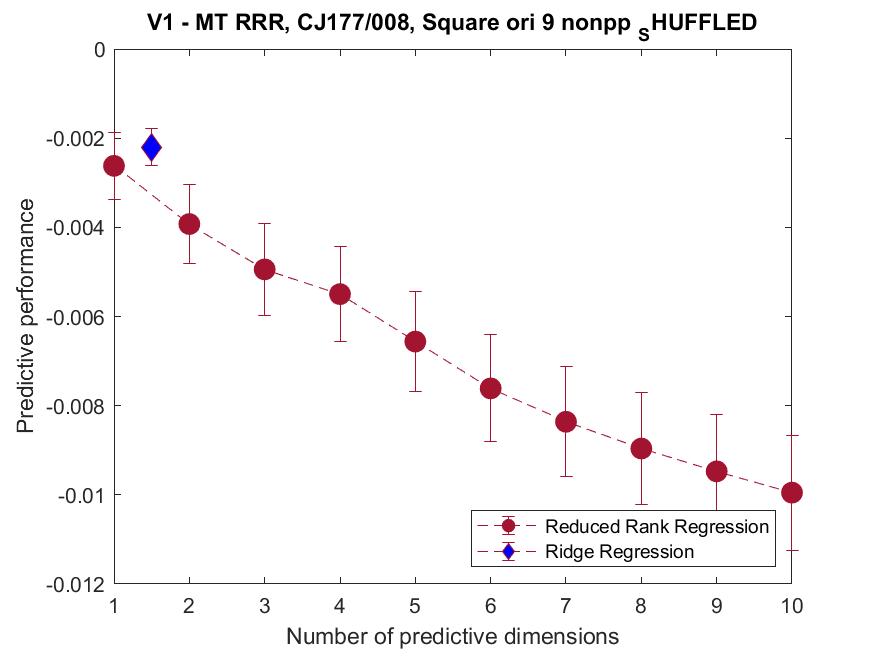 V1 - MT RRR, CJ177/008, Square ori 9 nonpp SHUFFLED
0
-0.002
-0.004
-0.006
-0.008
-0.01
-0.012
Predictive performance
Reduced Rank Regression
Ridge Regression
1 2 3 4 5 6 7 8 9 10
Number of predictive dimensions